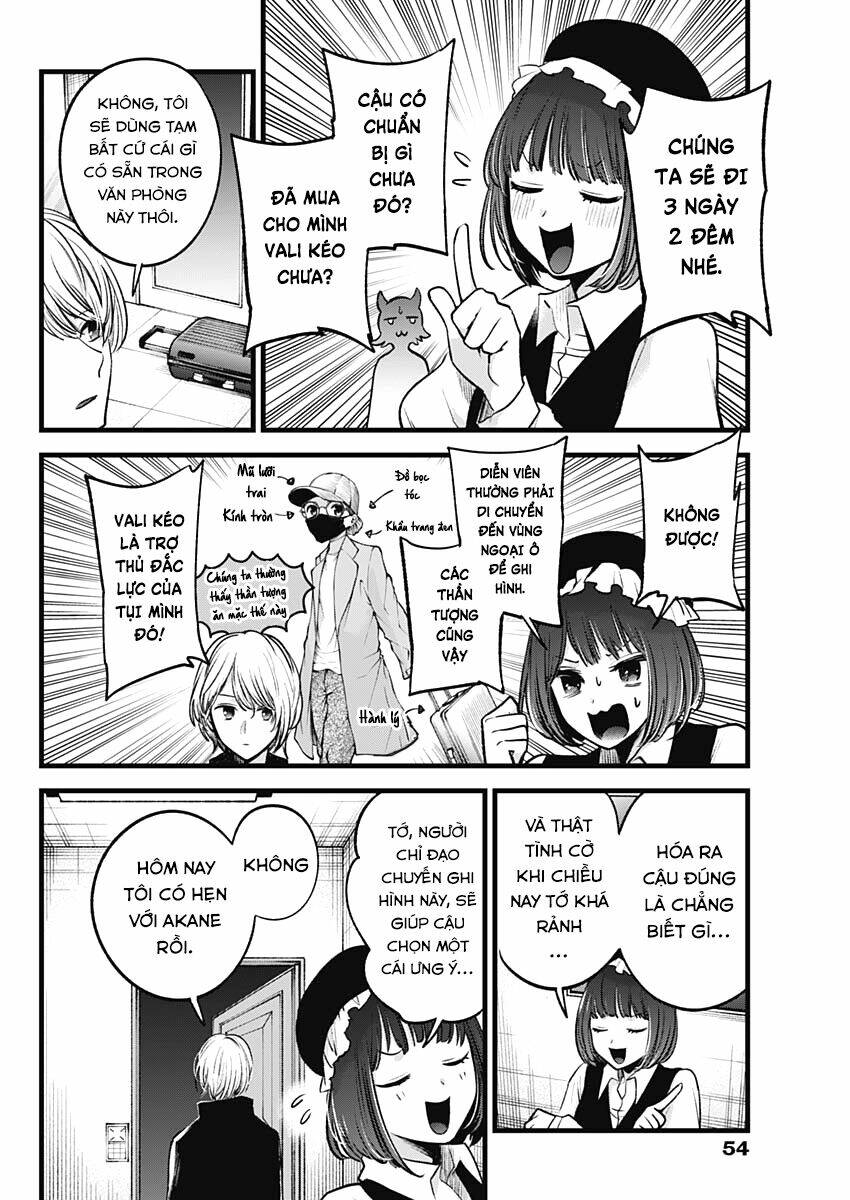 CHÚNG
TA SẼ ĐI
3 NGÀY
2 ĐÊM
NHÉ.
CẬU CÓ
CHUẨN
BỊ GÌ
CHƯA
ĐÓ?
ĐÃ MUA
CHO MÌNH
VALI KÉO
CHƯA?
KHÔNG, TÔI
SẼ DÙNG TẠM
BẤT CỨ CÁI GÌ
CÓ SẴN TRONG
VĂN PHÒNG
NÀY THÔI.
KHÔNG
ĐƯỢC!
DIỄN VIÊN
THƯỜNG PHẢI
DI CHUYỂN
ĐẾN VÙNG
NGOẠI Ô
ĐỂ GHI
HÌNH.
CÁC
THẦN
TƯỢNG
CŨNG
VẬY
Đồ bọc
tóc
Khẩu trang đen
Mũ lưỡi
trai
Kính tròn
Chúng ta thường
thấy thần tượng
ăn mặc thế này
Hành lý
VALI KÉO
LÀ TRỢ
THỦ ĐẮC
LỰC CỦA
TỤI MÌNH
ĐÓ!
HÓA RA
CẬU ĐÚNG
LÀ CHẲNG
BIẾT GÌ...
VÀ THẬT
TÌNH CỜ
KHI CHIỀU
NAY TỚ KHÁ
RẢNH
...
TỚ, NGƯỜI
CHỈ ĐẠO
CHUYẾN GHI
HÌNH NÀY, SẼ
GIÚP CẬU
CHỌN MỘT
CÁI ƯNG Ý...
KHÔNG
HÔM NAY
TÔI CÓ HẸN
VỚI AKANE
RỒI.
54